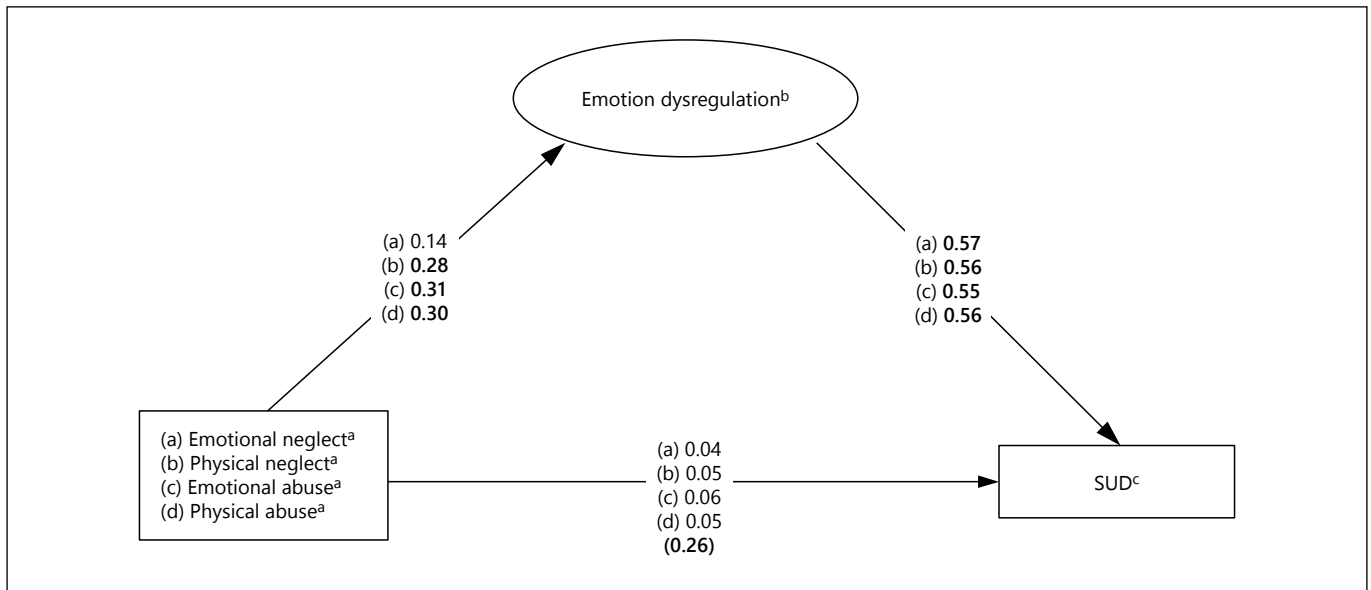 Emotion dysregulationᵇ
(a) 0.14
(b) 0.28
(c) 0.31
(d) 0.30
(a) 0.57
(b) 0.56
(c) 0.55
(d) 0.56
(a) Emotional neglectᵃ
(b) Physical neglectᵃ
(c) Emotional abuseᵃ
(d) Physical abuseᵃ
(a) 0.04
(b) 0.05
(c) 0.06
(d) 0.05
(0.26)
SUDᶜ